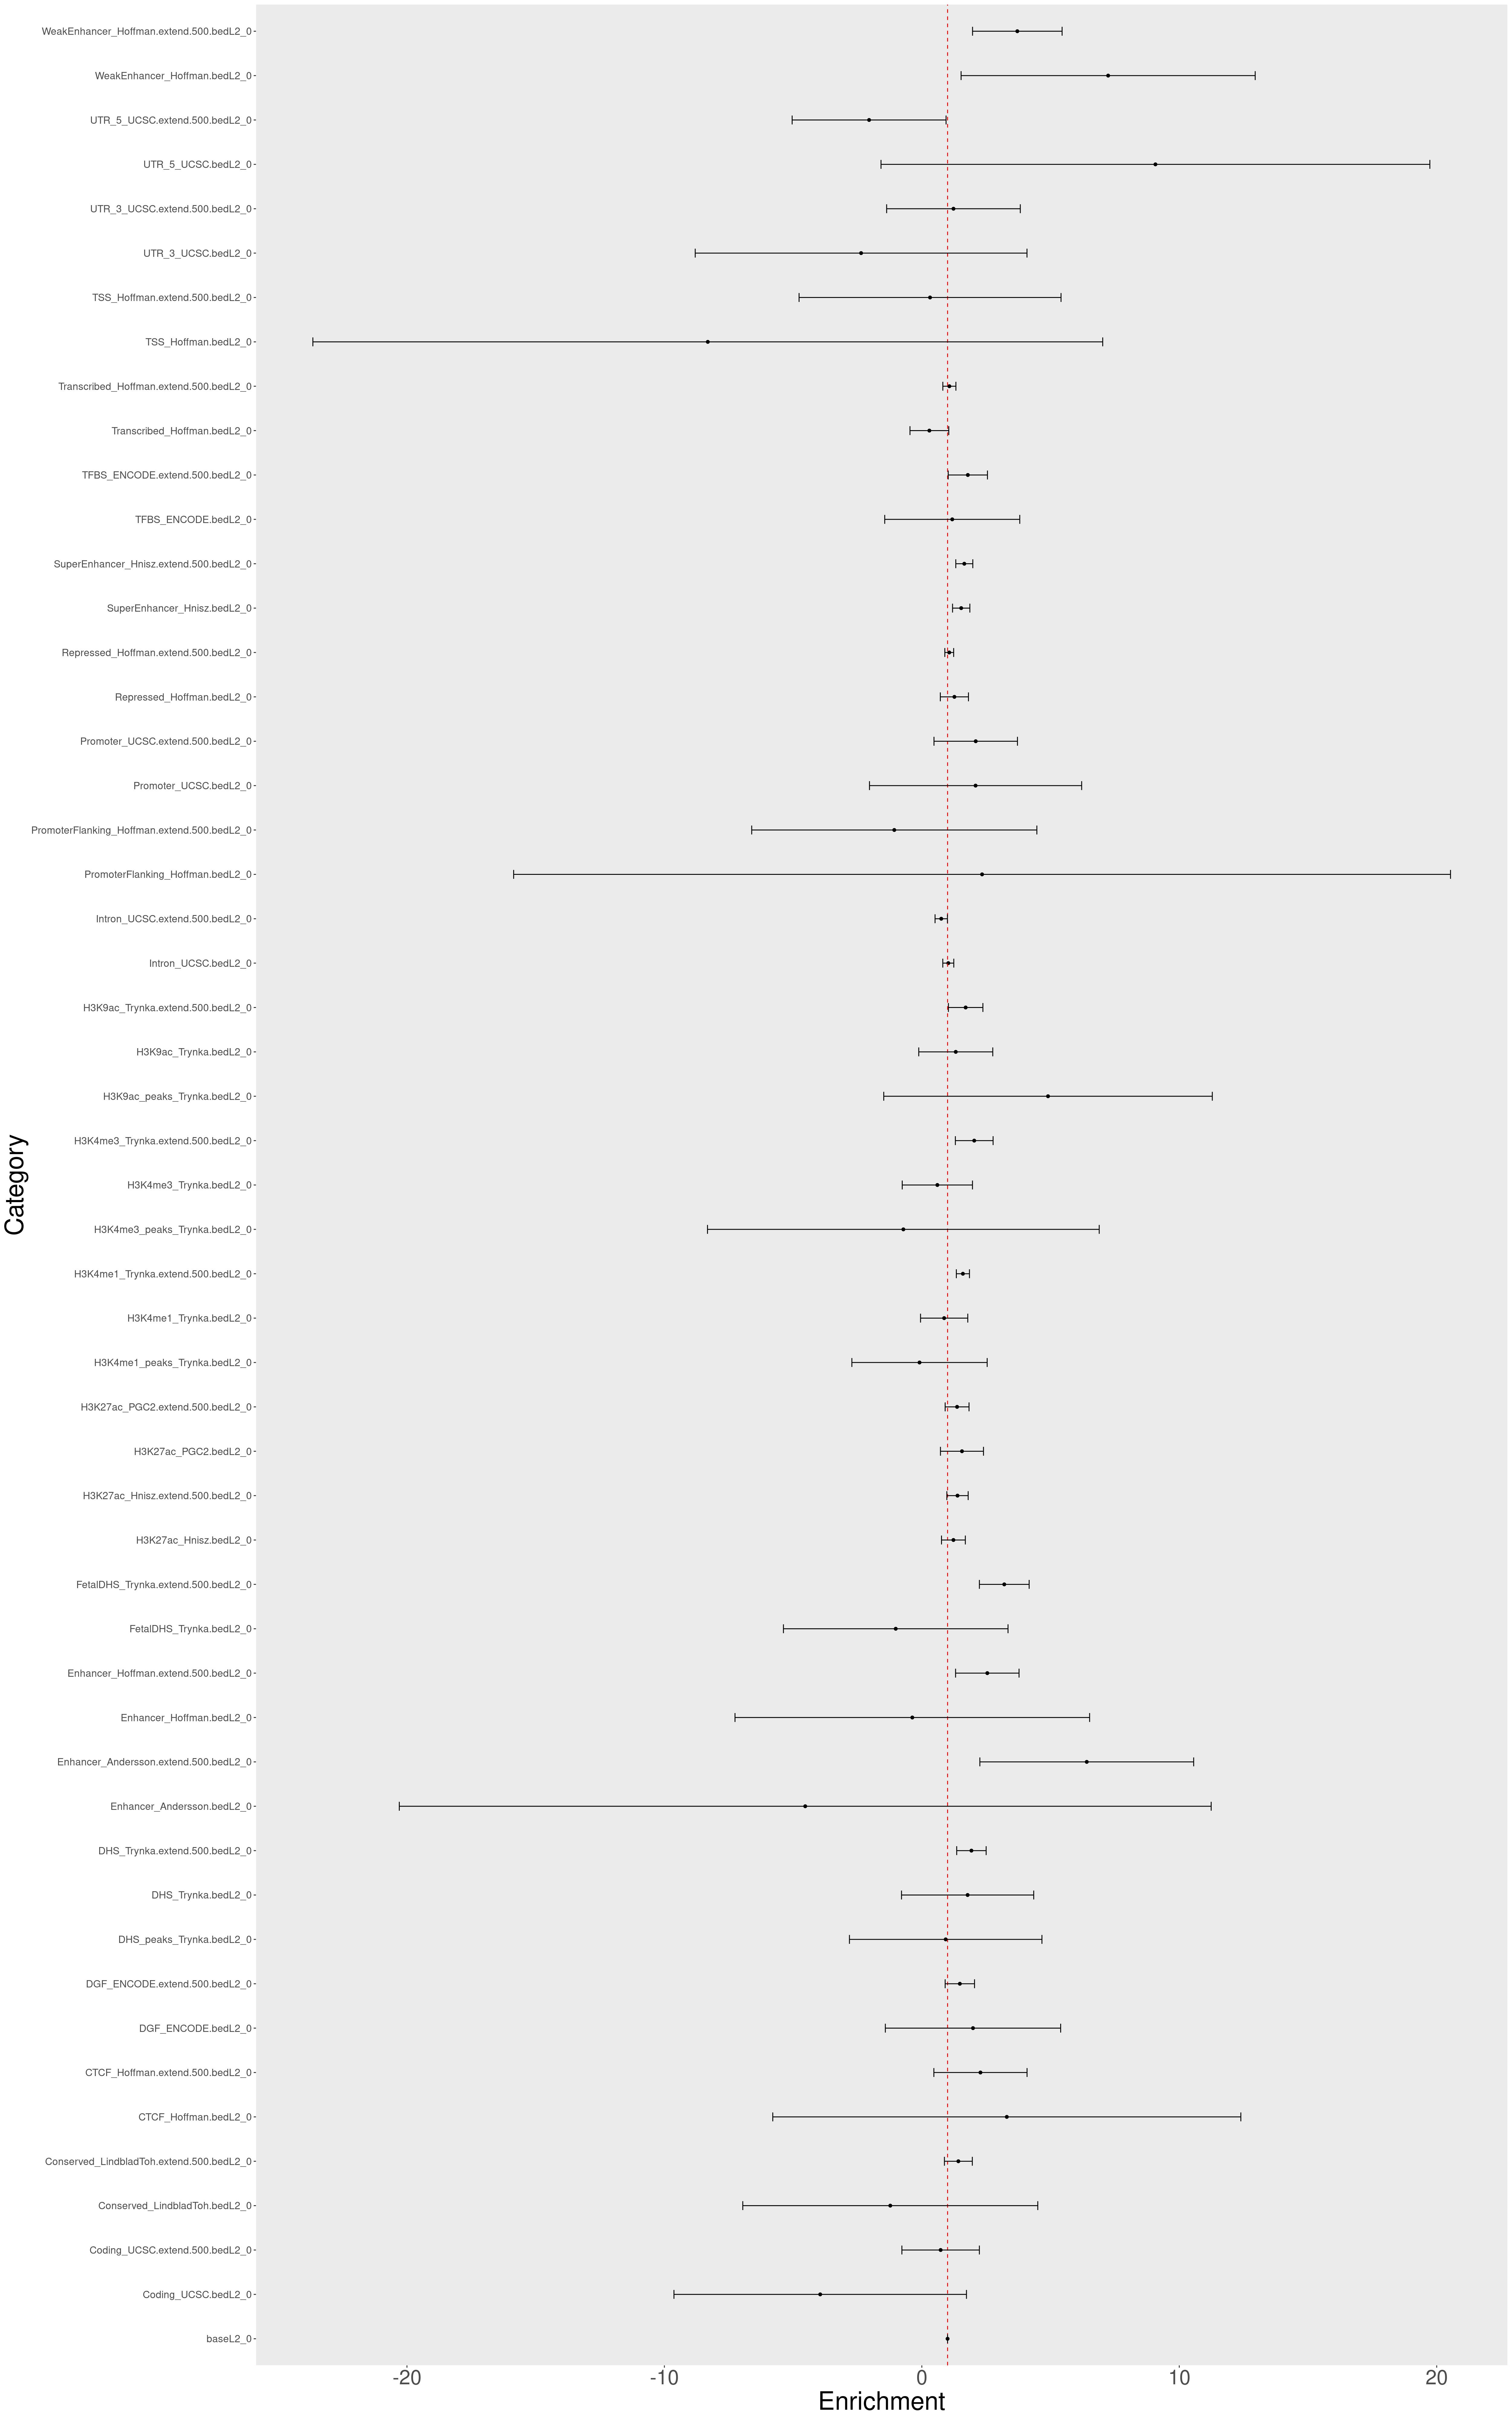 WeakEnhancer_Hoffman.extend.500.bedL2_0
WeakEnhancer_Hoffman.bedL2_0
UTR_5_UCSC.extend.500.bedL2_0
UTR_5_UCSC.bedL2_0
UTR_3_UCSC.extend.500.bedL2_0
UTR_3_UCSC.bedL2_0
TSS_Hoffman.extend.500.bedL2_0
TSS_Hoffman.bedL2_0
Transcribed_Hoffman.extend.500.bedL2_0
Transcribed_Hoffman.bedL2_0
TFBS_ENCODE.extend.500.bedL2_0
TFBS_ENCODE.bedL2_0
SuperEnhancer_Hnisz.extend.500.bedL2_0
SuperEnhancer_Hnisz.bedL2_0
Repressed_Hoffman.extend.500.bedL2_0
Repressed_Hoffman.bedL2_0
Promoter_UCSC.extend.500.bedL2_0
Promoter_UCSC.bedL2_0
PromoterFlanking_Hoffman.extend.500.bedL2_0
PromoterFlanking_Hoffman.bedL2_0
Intron_UCSC.extend.500.bedL2_0
Intron_UCSC.bedL2_0
H3K9ac_Trynka.extend.500.bedL2_0
H3K9ac_Trynka.bedL2_0
H3K9ac_peaks_Trynka.bedL2_0
H3K4me3_Trynka.extend.500.bedL2_0
H3K4me3_Trynka.bedL2_0
H3K4me3_peaks_Trynka.bedL2_0
H3K4me1_Trynka.extend.500.bedL2_0
H3K4me1_Trynka.bedL2_0
H3K4me1_peaks_Trynka.bedL2_0
H3K27ac_PGC2.extend.500.bedL2_0
H3K27ac_PGC2.bedL2_0
H3K27ac_Hnisz.extend.500.bedL2_0
H3K27ac_Hnisz.bedL2_0
FetalDHS_Trynka.extend.500.bedL2_0
FetalDHS_Trynka.bedL2_0
Enhancer_Hoffman.extend.500.bedL2_0
Enhancer_Hoffman.bedL2_0
Enhancer_Andersson.extend.500.bedL2_0
Enhancer_Andersson.bedL2_0
DHS_Trynka.extend.500.bedL2_0
DHS_Trynka.bedL2_0
DHS_peaks_Trynka.bedL2_0
DGF_ENCODE.extend.500.bedL2_0
DGF_ENCODE.bedL2_0
CTCF_Hoffman.extend.500.bedL2_0
CTCF_Hoffman.bedL2_0
Conserved_LindbladToh.extend.500.bedL2_0
Conserved_LindbladToh.bedL2_0
Coding_UCSC.extend.500.bedL2_0
Coding_UCSC.bedL2_0
baseL2_0
Category
-20 -10 0 10 20
Enrichment